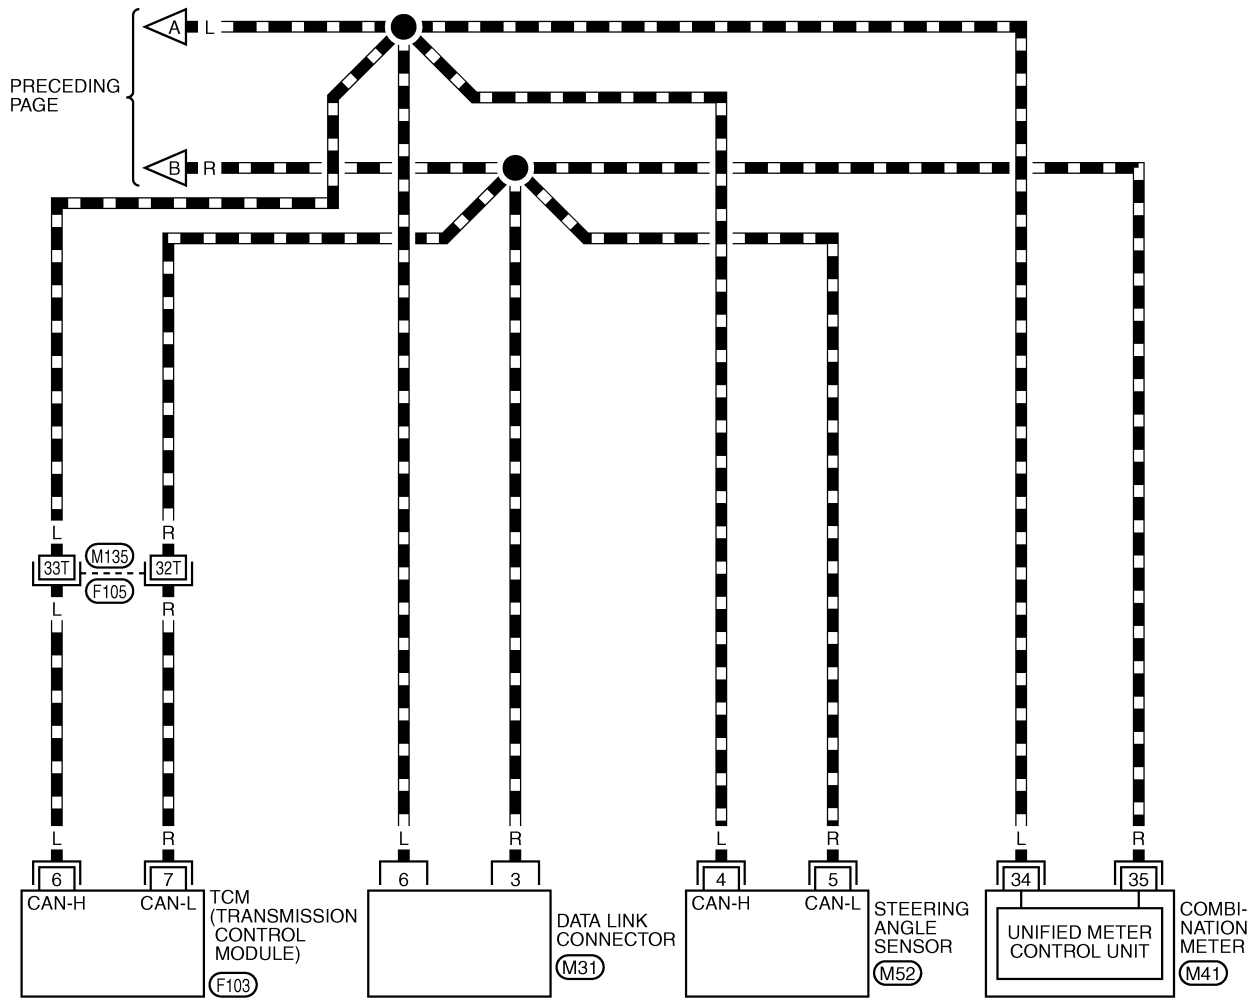 A L
PRECEDING
PAGE
B R
L R
33T M135 32T
F105
L R
L R L R L R L R
6 7 6 3 4 5 34 35
CAN-H CAN-L
TCM
(TRANSMISSION
CONTROL
MODULE)
F103
DATA LINK
CONNECTOR
M31
CAN-H CAN-L
STEERING
ANGLE
SENSOR
M52
UNIFIED METER
CONTROL UNIT
COMBI-
NATION
METER
M41